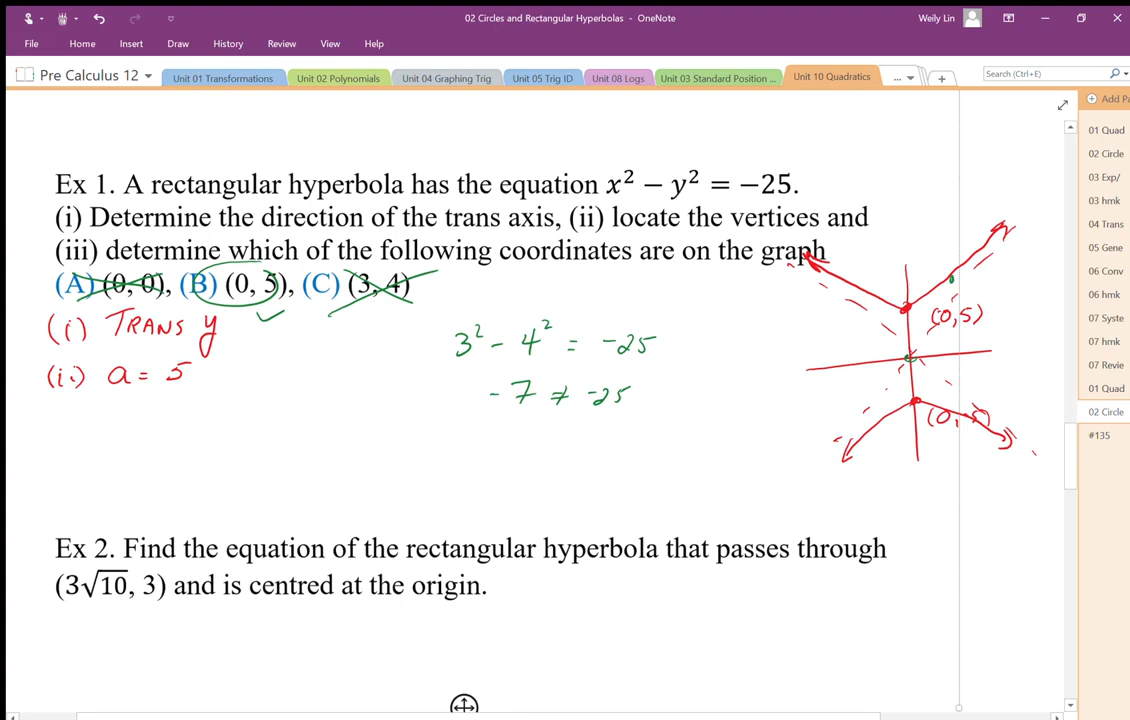 02 Circles and Rectangular Hyperbolas - OneNote
Weily Lin
File Home Insert Draw History Review View Help
Pre Calculus 12
Unit 01 Transformations
Unit 02 Polynomials
Unit 04 Graphing Trig
Unit 05 Trig ID
Unit 08 Logs
Unit 03 Standard Position ...
Unit 10 Quadratics
...
Search (Ctrl+E)
Add Pa
01 Quad
02 Circle
03 Exp/
03 hmk
04 Trans
05 Gene
06 Conv
06 hmk
07 Syste
07 hmk
07 Revie
01 Quad
02 Circle
#135
Ex 1. A rectangular hyperbola has the equation x² − y² = −25.
(i) Determine the direction of the trans axis, (ii) locate the vertices and
(iii) determine which of the following coordinates are on the graph
(A) (0, 0), (B) (0, 5), (C) (3, 4)
(i) TRANS y
(ii) a = 5
3² - 4² = -25
-7 ≠ -25
(0, 5)
(0, -5)
Ex 2. Find the equation of the rectangular hyperbola that passes through
(3√10, 3) and is centred at the origin.